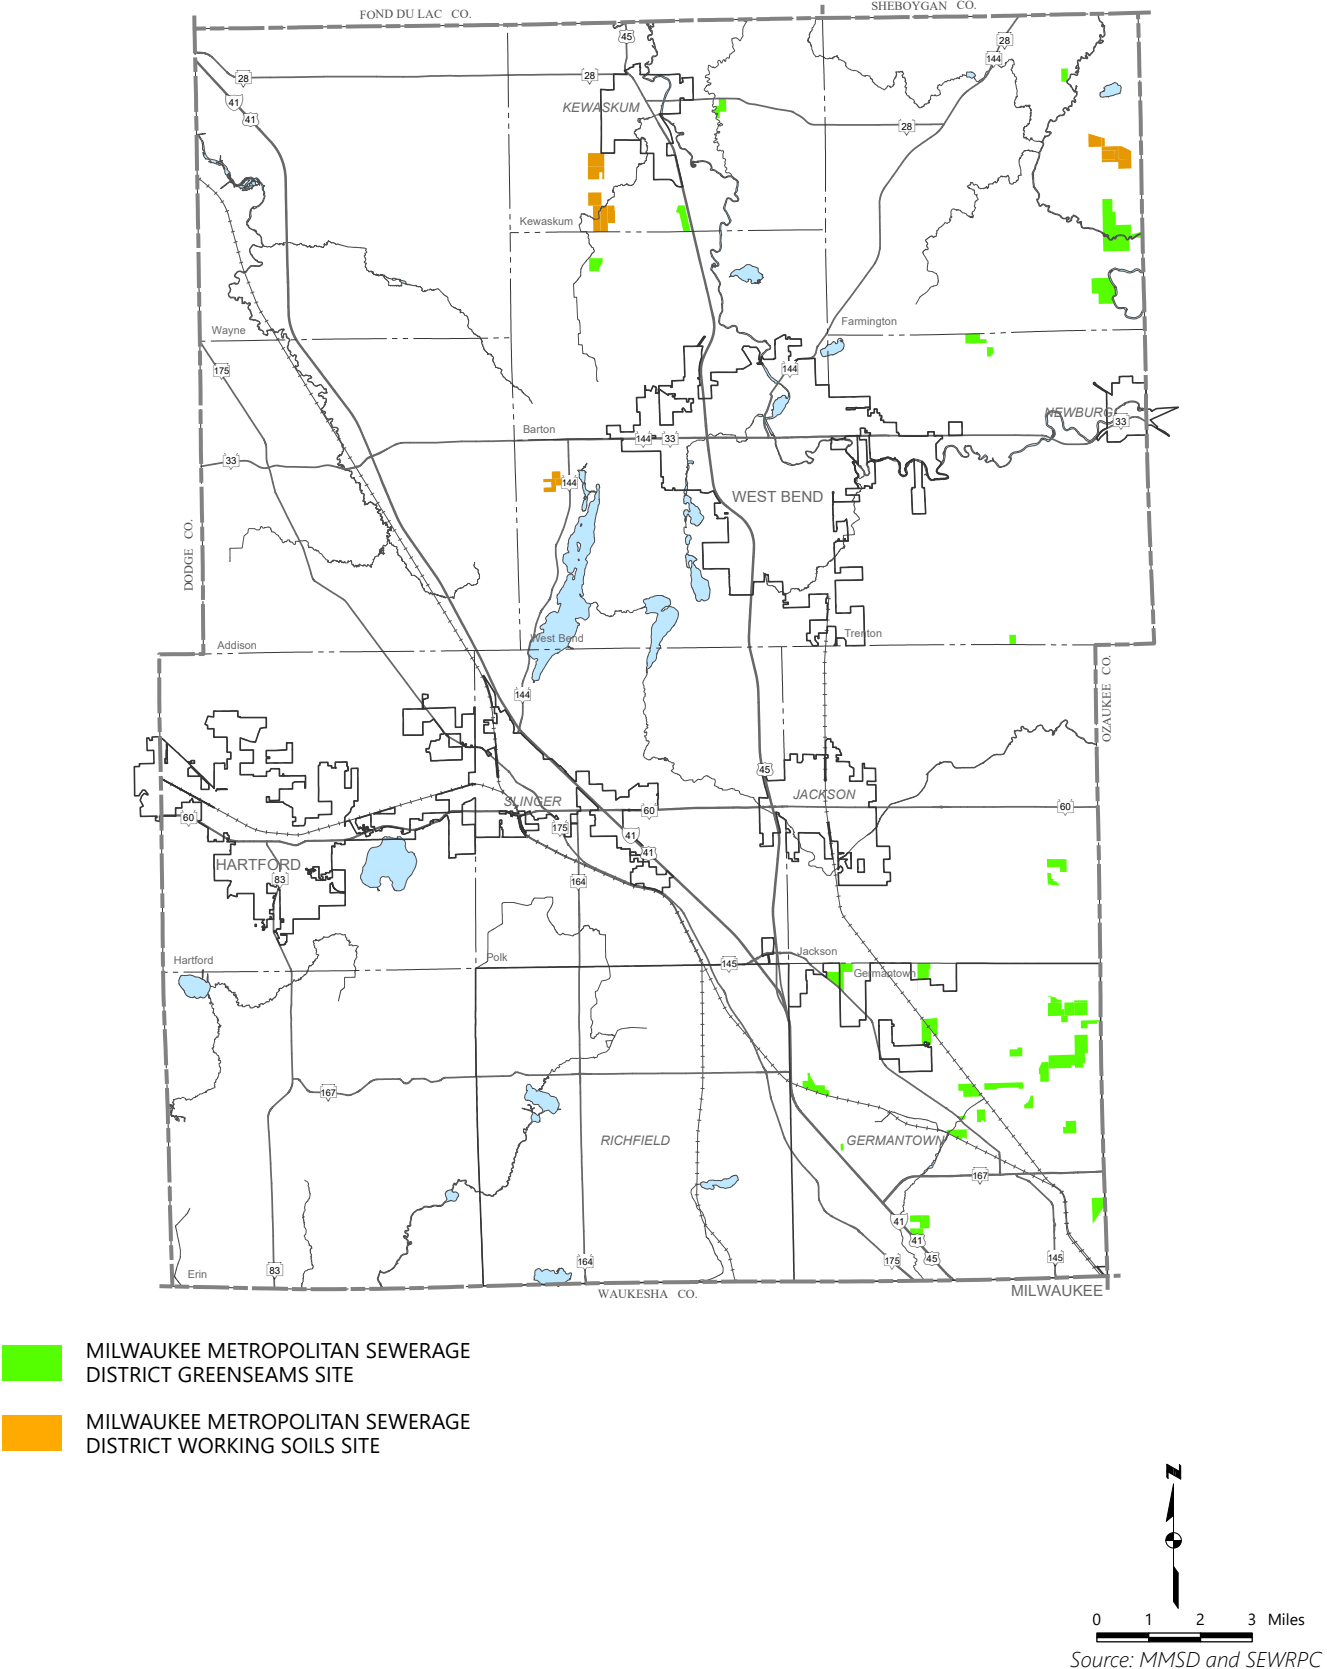 FOND DU LAC CO.
SHEBOYGAN CO.
45
28
144
28
28
41
41
KEWASKUM
28
Kewaskum
Wayne
Farmington
175
144
NEWBURG
33
Barton
144
33
33
144
WEST BEND
DODGE CO.
West Bend
Trenton
Addison
OZAUKEE CO.
144
45
JACKSON
SLINGER
60
60
60
175
41
41
HARTFORD
83
164
Hartford
Polk
145
Jackson
Germantown
167
RICHFIELD
GERMANTOWN
167
41
41
45
175
145
164
83
Erin
WAUKESHA CO.
MILWAUKEE
MILWAUKEE METROPOLITAN SEWERAGE
DISTRICT GREENSEAMS SITE
MILWAUKEE METROPOLITAN SEWERAGE
DISTRICT WORKING SOILS SITE
N
0 1 2 3 Miles
Source: MMSD and SEWRPC